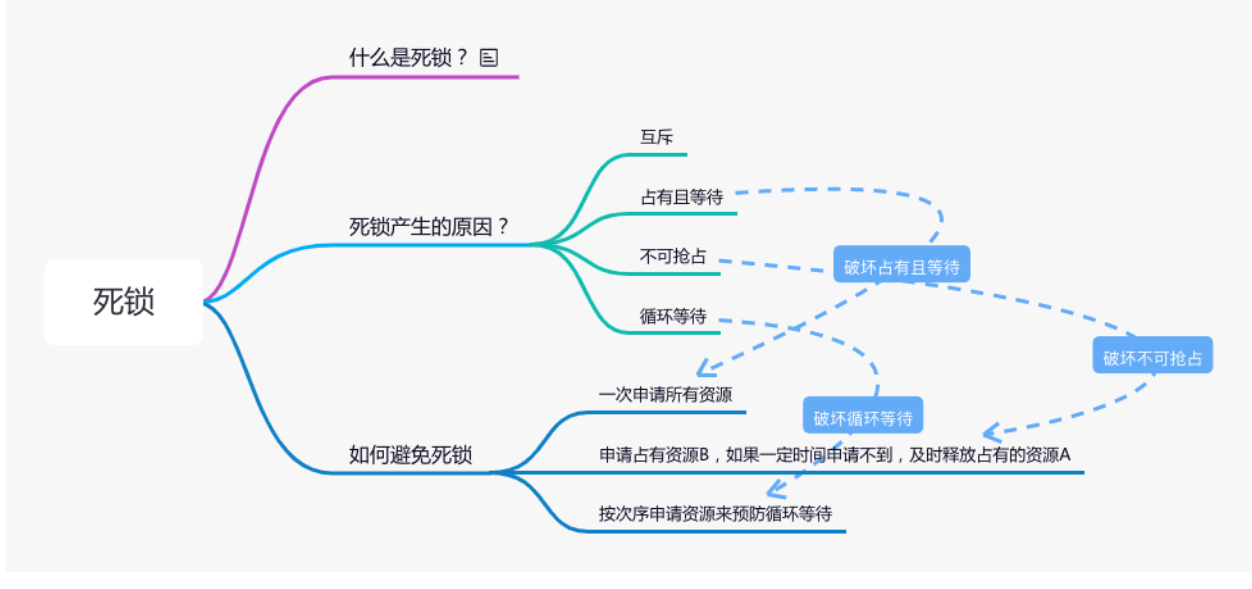 什么是死锁？
互斥
占有且等待
死锁产生的原因？
不可抢占
破坏占有且等待
死锁
循环等待
破坏不可抢占
一次申请所有资源
破坏循环等待
如何避免死锁
申请占有资源B，如果一定时间申请不到，及时释放占有的资源A
按次序申请资源来预防循环等待